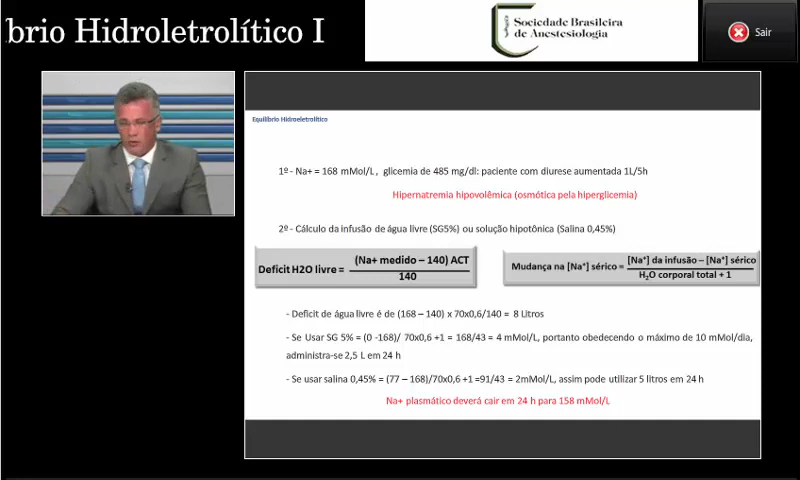 brio Hidroletrolítico I
Sociedade Brasileira
de Anestesiologia
Sair
Equilíbrio Hidroeletrolítico
1º - Na+ = 168 mMol/L , glicemia de 485 mg/dl: paciente com diurese aumentada 1L/5h
Hipernatremia hipovolêmica (osmótica pela hiperglicemia)
2º - Cálculo da infusão de água livre (SG5%) ou solução hipotônica (Salina 0,45%)
Deficit H2O livre = (Na+ medido – 140) ACT
140
Mudança na [Na⁺] sérico = [Na⁺] da infusão – [Na⁺] sérico
H₂O corporal total + 1
- Deficit de água livre é de (168 – 140) x 70x0,6/140 = 8 Litros
- Se Usar SG 5% = (0 -168)/ 70x0,6 +1 = 168/43 = 4 mMol/L, portanto obedecendo o máximo de 10 mMol/dia,
administra-se 2,5 L em 24 h
- Se usar salina 0,45% = (77 – 168)/70x0,6 +1 =91/43 = 2mMol/L, assim pode utilizar 5 litros em 24 h
Na+ plasmático deverá cair em 24 h para 158 mMol/L